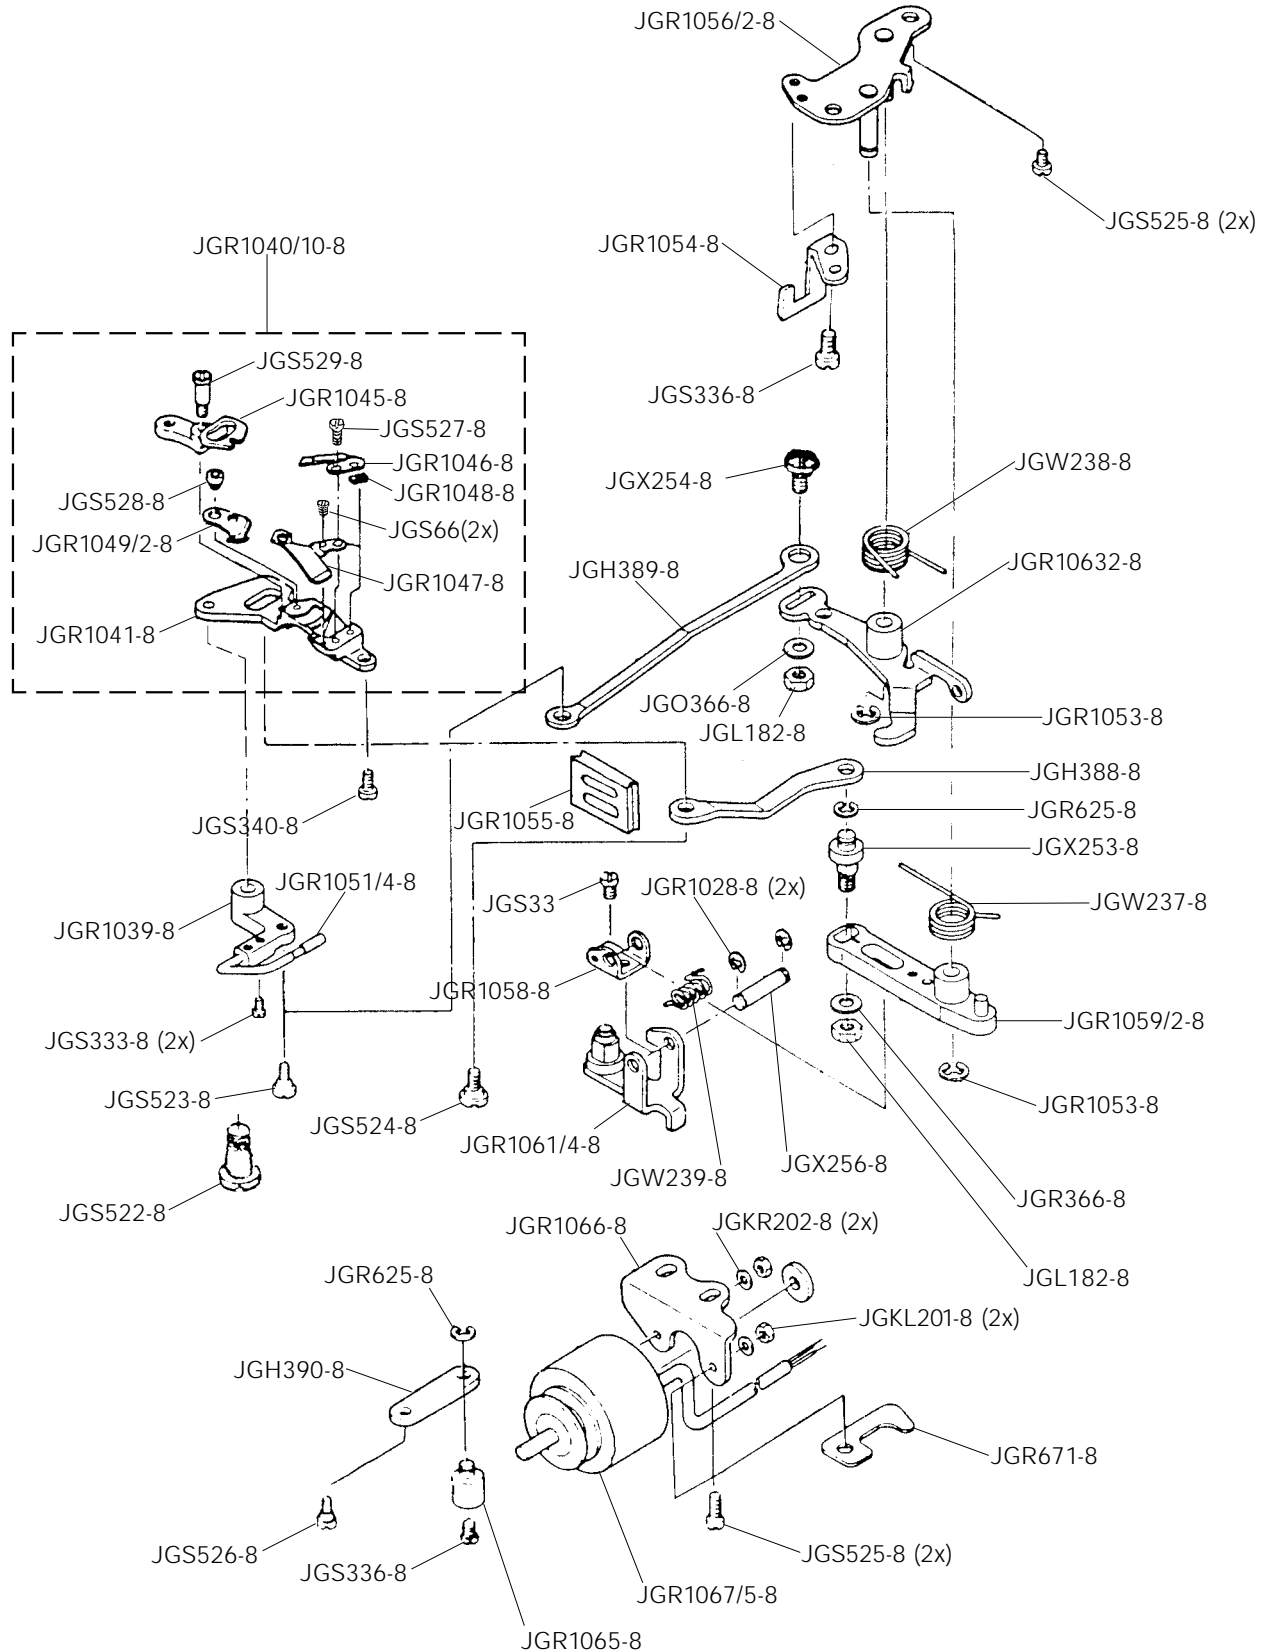 JGR1056/2-8
JGS525-8 (2x)
JGR1040/10-8
JGR1054-8
JGS529-8
JGR1045-8
JGS336-8
JGS527-8
JGR1046-8
JGX254-8
JGW238-8
JGS528-8
JGR1048-8
JGS66(2x)
JGR1049/2-8
JGH389-8
JGR10632-8
JGR1047-8
JGR1041-8
JGO366-8
JGR1053-8
JGL182-8
JGH388-8
JGR625-8
JGS340-8
JGR1055-8
JGX253-8
JGR1051/4-8
JGR1028-8 (2x)
JGS33
JGW237-8
JGR1039-8
JGR1058-8
JGR1059/2-8
JGS333-8 (2x)
JGS523-8
JGR1053-8
JGS524-8
JGR1061/4-8
JGX256-8
JGW239-8
JGR366-8
JGS522-8
JGR1066-8
JGKR202-8 (2x)
JGR625-8
JGL182-8
JGKL201-8 (2x)
JGH390-8
JGR671-8
JGS526-8
JGS525-8 (2x)
JGS336-8
JGR1067/5-8
JGR1065-8